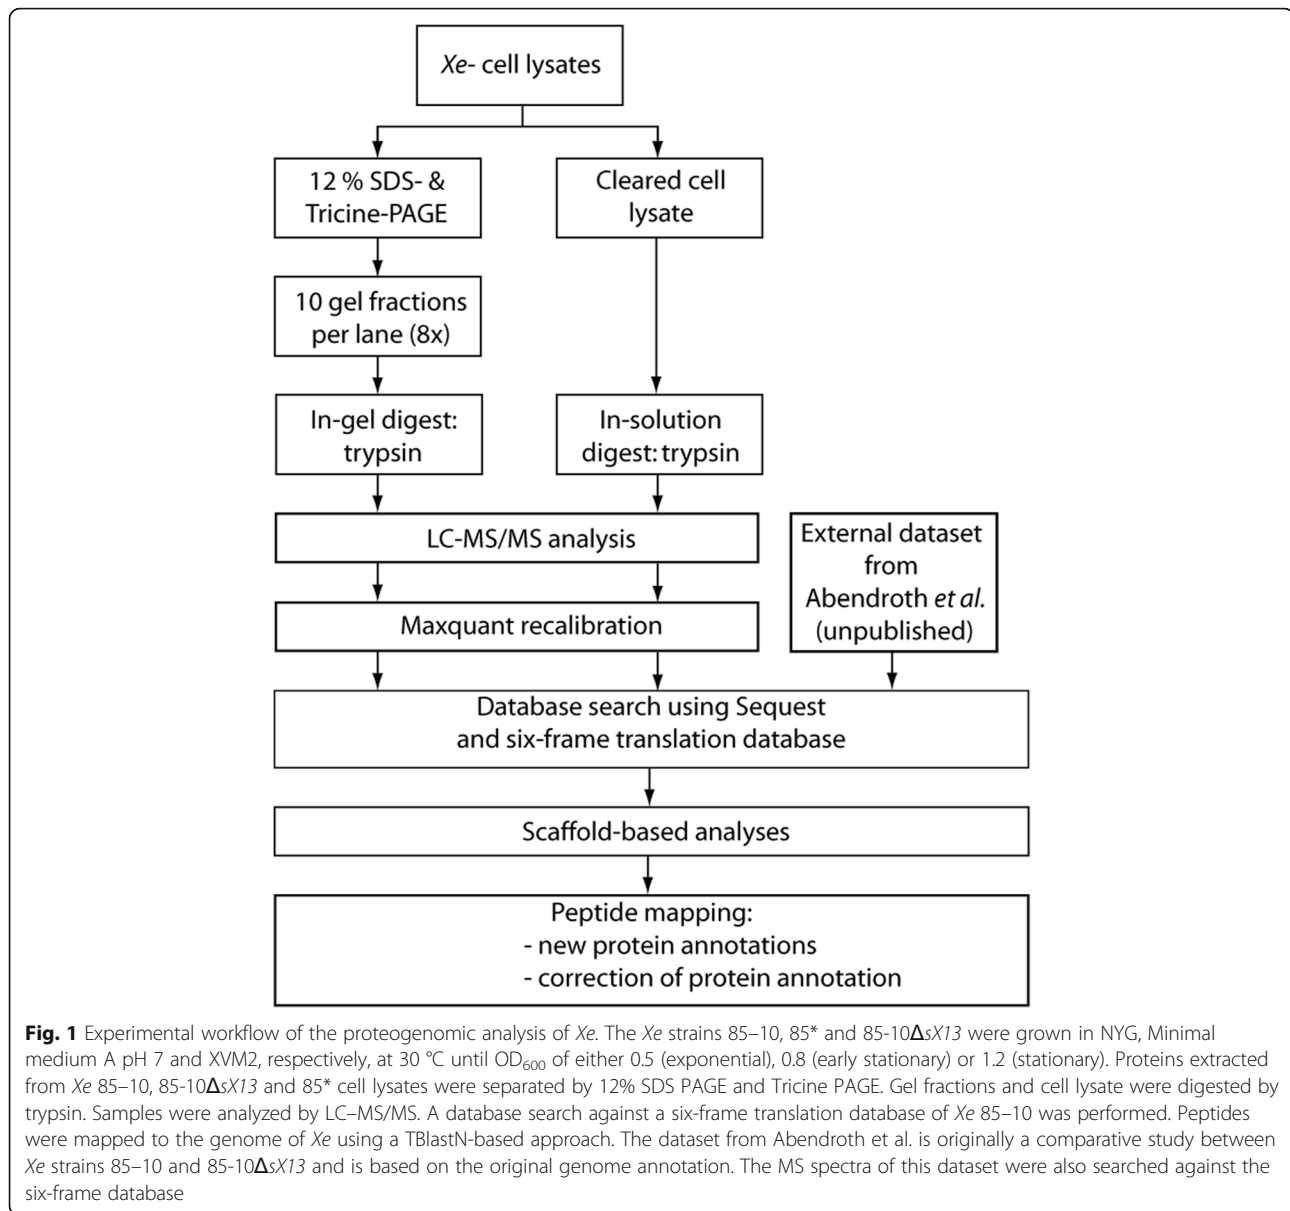 Xe- cell lysates
12 % SDS- &
Tricine-PAGE
Cleared cell
lysate
10 gel fractions
per lane (8x)
In-gel digest:
trypsin
In-solution
digest: trypsin
LC-MS/MS analysis
External dataset
from
Abendroth et al.
(unpublished)
Maxquant recalibration
Database search using Sequest
and six-frame translation database
Scaffold-based analyses
Peptide mapping:
- new protein annotations
- correction of protein annotation
Fig. 1 Experimental workflow of the proteogenomic analysis of Xe. The Xe strains 85–10, 85* and 85-10ΔsX13 were grown in NYG, Minimal
medium A pH 7 and XVM2, respectively, at 30 °C until OD600 of either 0.5 (exponential), 0.8 (early stationary) or 1.2 (stationary). Proteins extracted
from Xe 85–10, 85-10ΔsX13 and 85* cell lysates were separated by 12% SDS PAGE and Tricine PAGE. Gel fractions and cell lysate were digested by
trypsin. Samples were analyzed by LC–MS/MS. A database search against a six-frame translation database of Xe 85–10 was performed. Peptides
were mapped to the genome of Xe using a TBlastN-based approach. The dataset from Abendroth et al. is originally a comparative study between
Xe strains 85–10 and 85-10ΔsX13 and is based on the original genome annotation. The MS spectra of this dataset were also searched against the
six-frame database